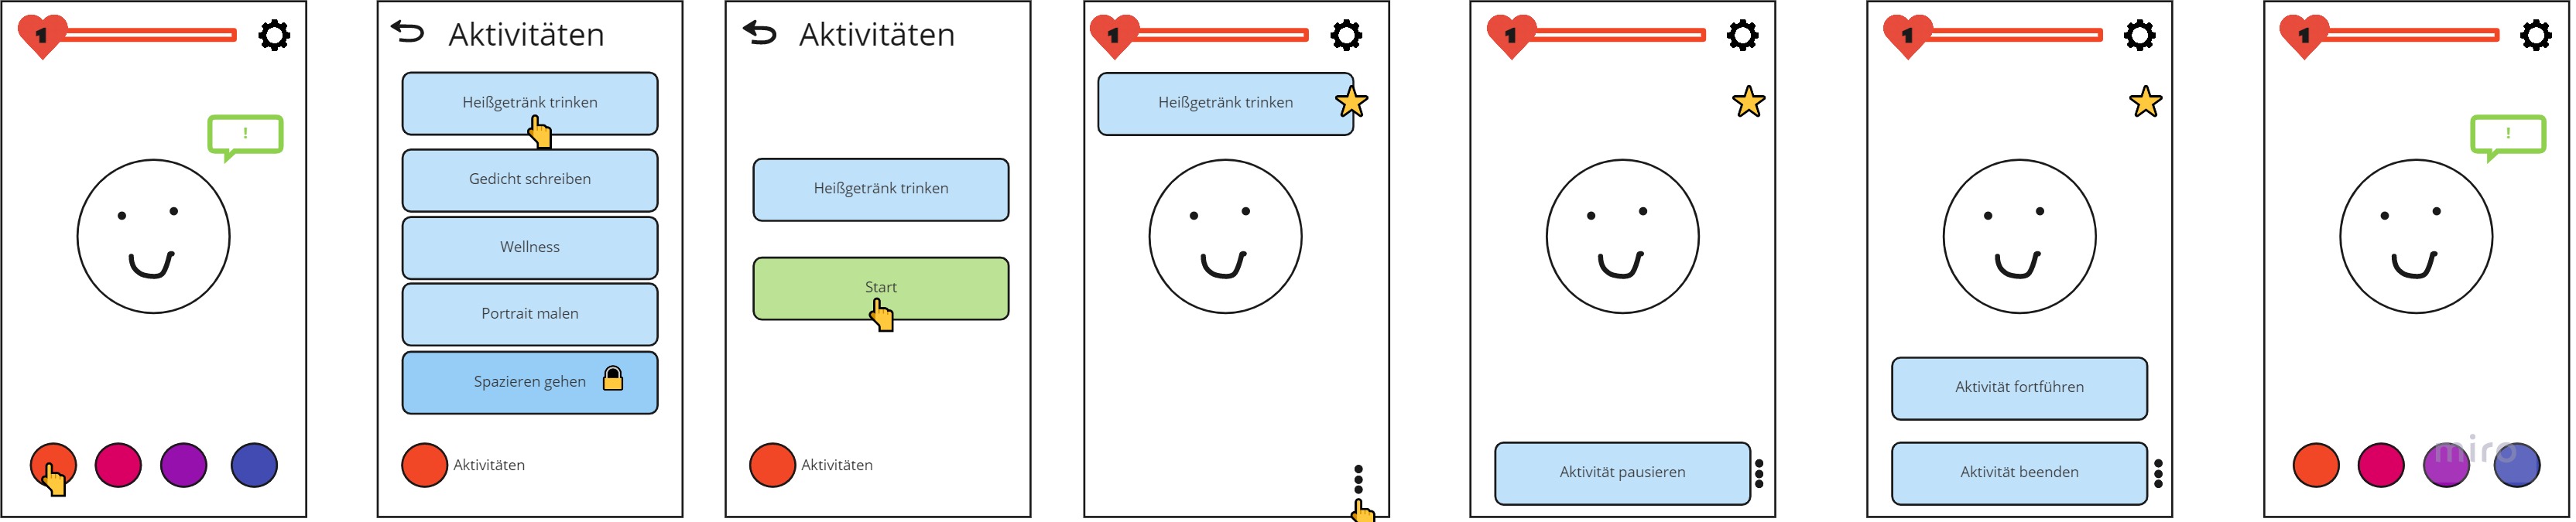 1
!
Aktivitäten
Heißgetränk trinken
Gedicht schreiben
Wellness
Portrait malen
Spazieren gehen
Aktivitäten
Aktivitäten
Heißgetränk trinken
Start
Aktivitäten
1
Heißgetränk trinken
1
Aktivität pausieren
1
Aktivität fortführen
Aktivität beenden
1
!
miro